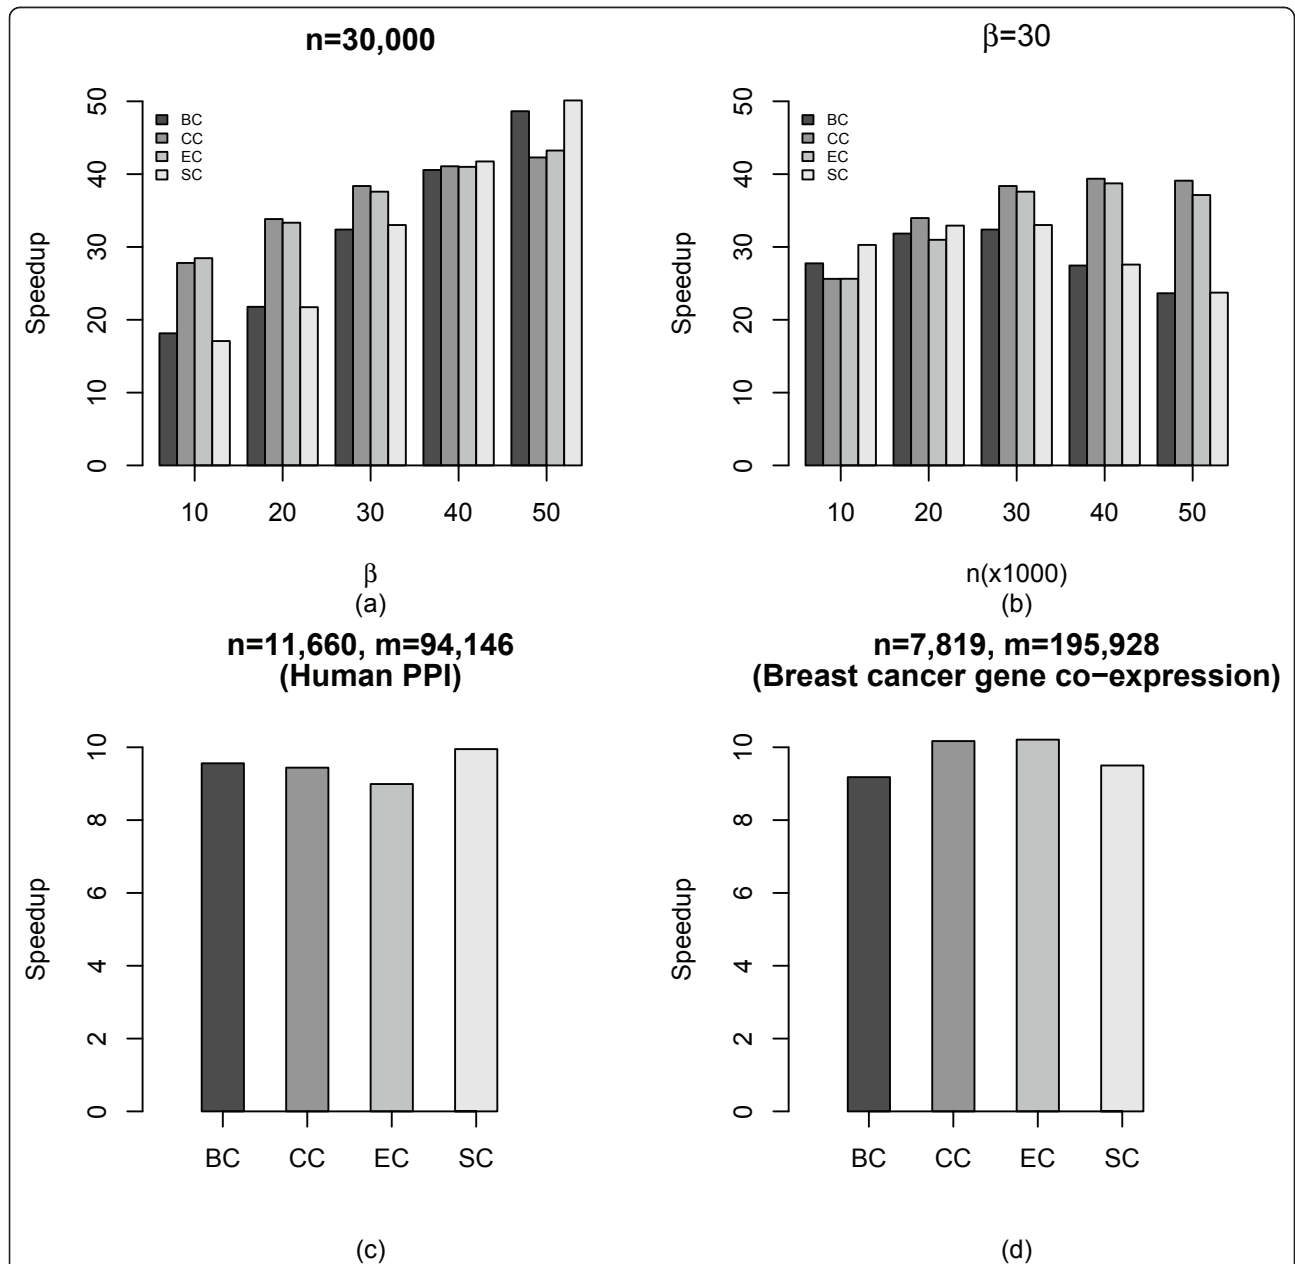 n=30,000
50
40
30
20
10
0
Speedup
BC
CC
EC
SC
10 20 30 40 50
β
(a)
β=30
50
40
30
20
10
0
Speedup
BC
CC
EC
SC
10 20 30 40 50
n(x1000)
(b)
n=11,660, m=94,146
(Human PPI)
10
8
6
4
2
0
Speedup
BC CC EC SC
(c)
n=7,819, m=195,928
(Breast cancer gene co−expression)
10
8
6
4
2
0
Speedup
BC CC EC SC
(d)